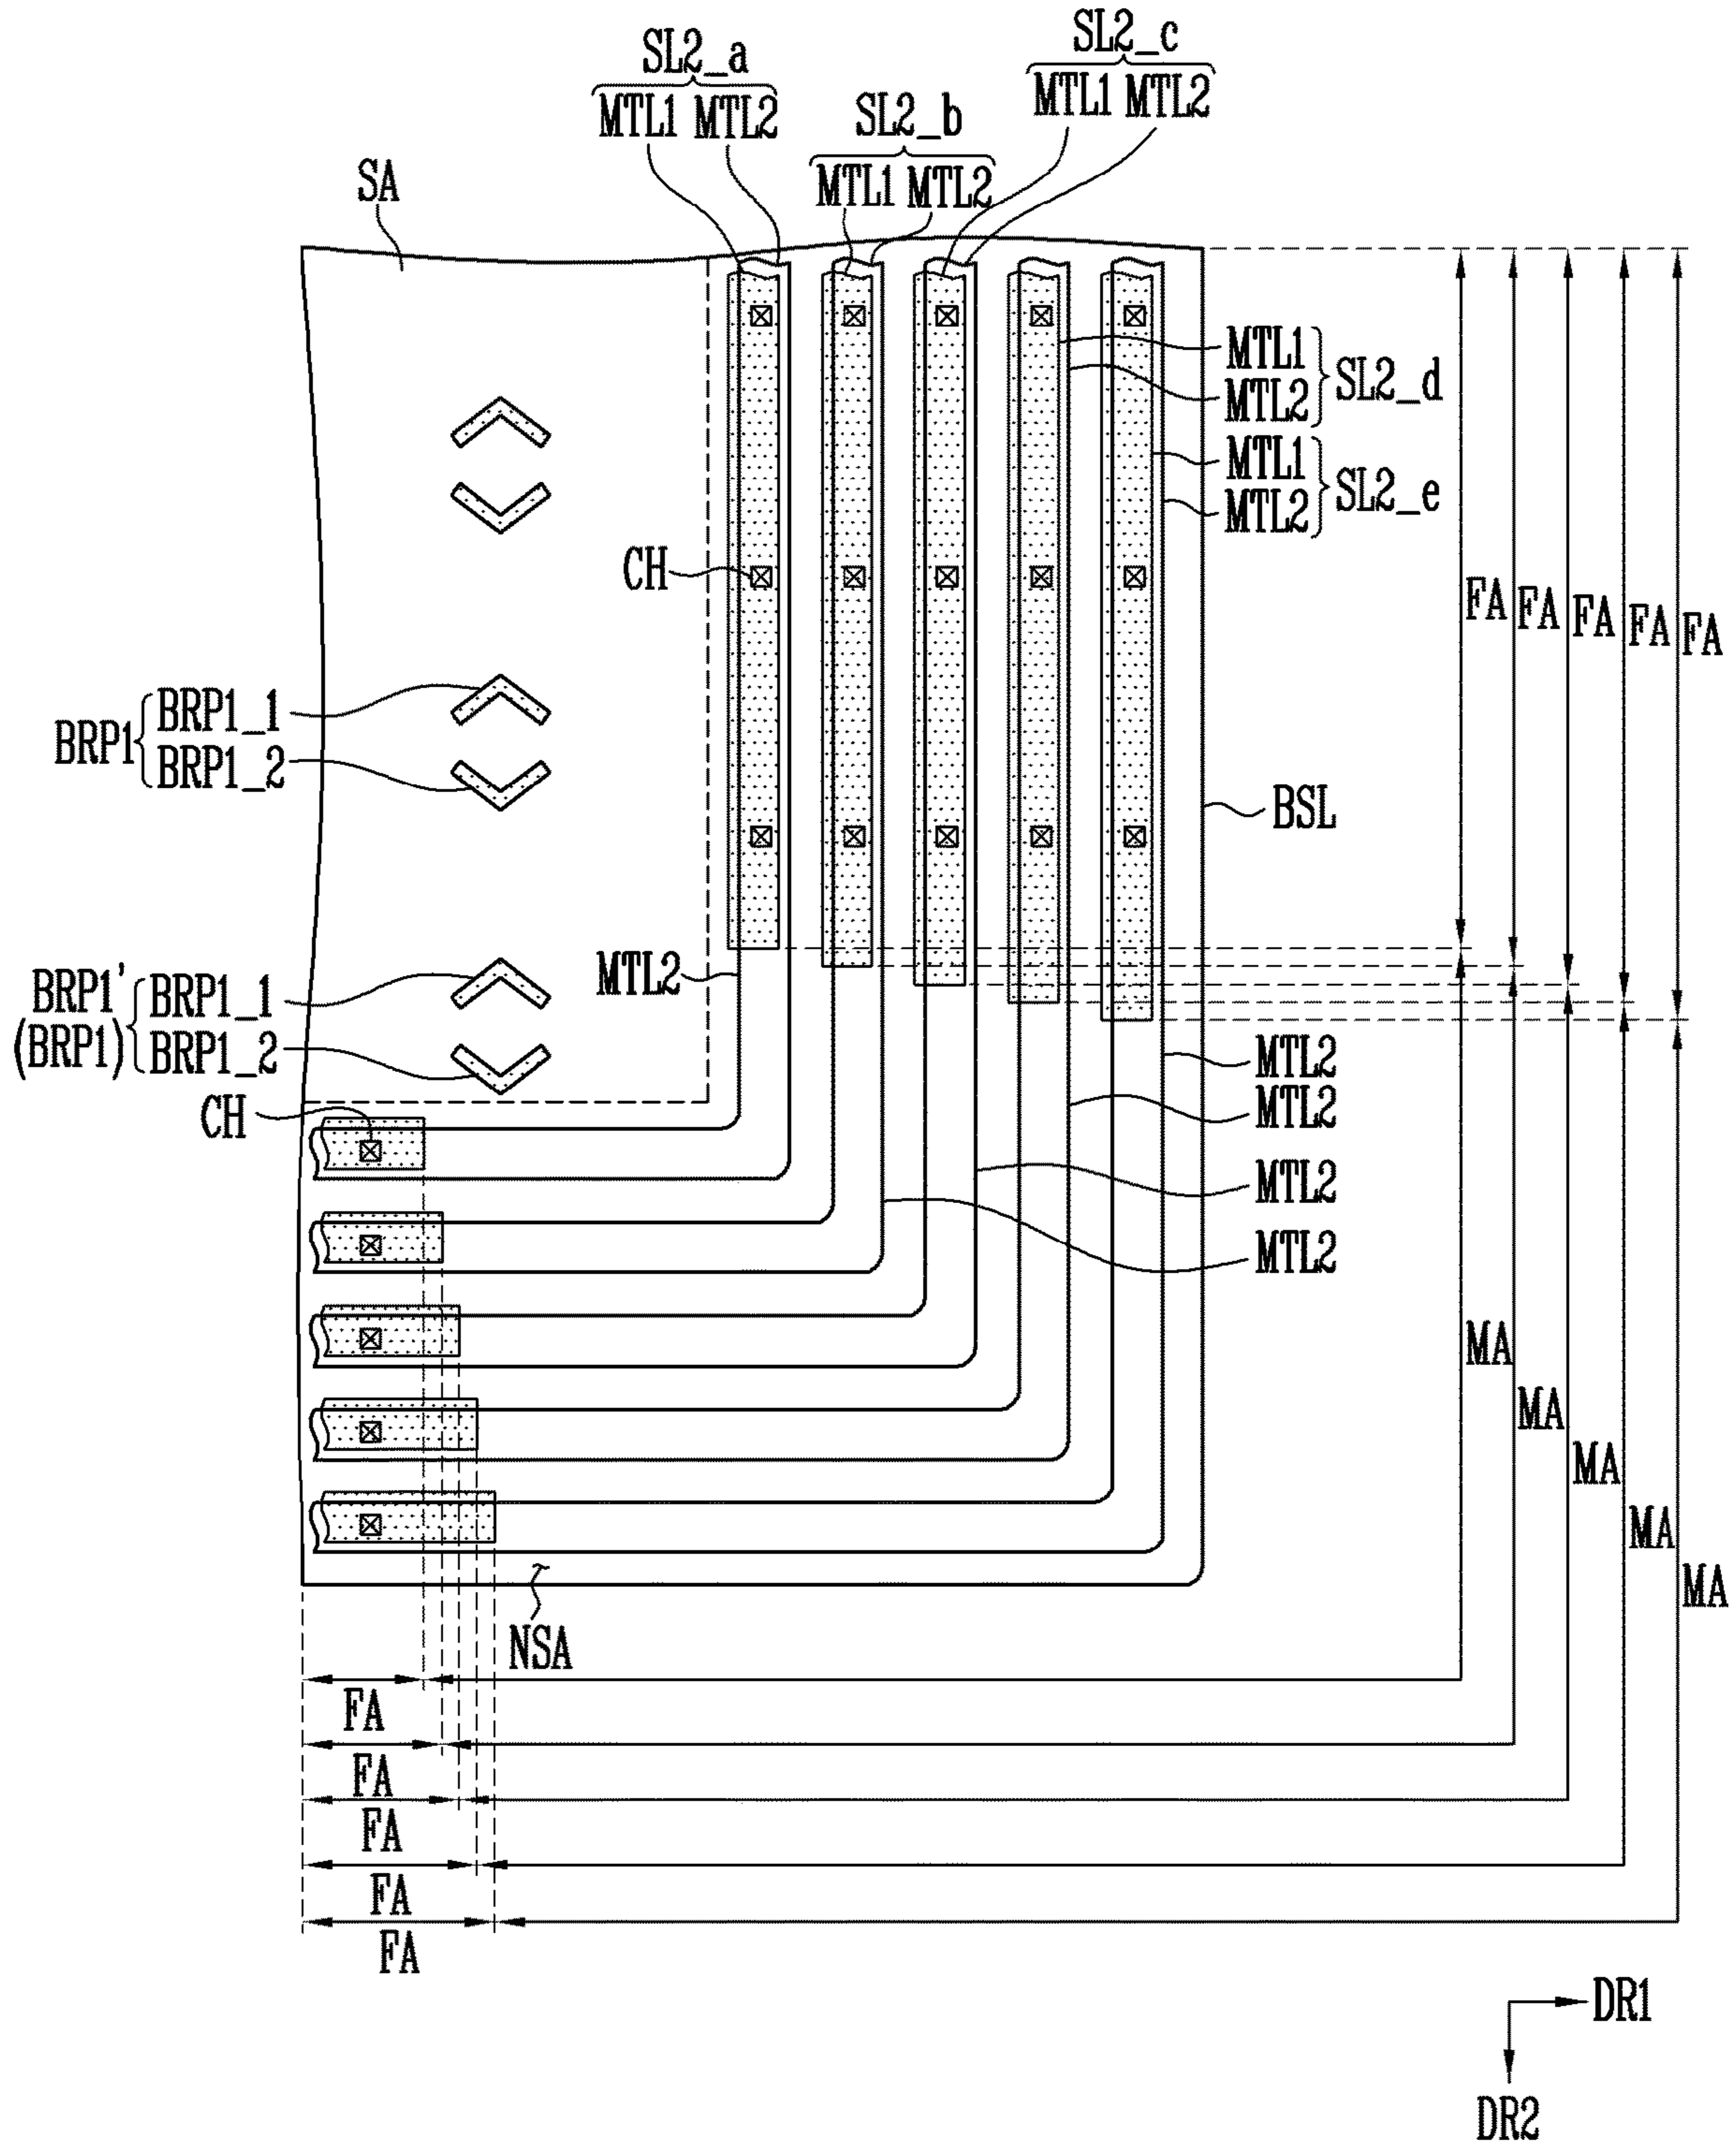 SL2_a
MTL1 MTL2
SL2_b
MTL1 MTL2
SL2_c
MTL1 MTL2
SA
MTL1
MTL2
SL2_d
MTL1
MTL2
SL2_e
CH
FA
FA
FA
FA
FA
BRP1
BRP1_1
BRP1_2
BSL
MTL2
BRP1'
(BRP1)
BRP1_1
BRP1_2
CH
MTL2
MTL2
MTL2
MTL2
MA
MA
MA
MA
MA
NSA
FA
FA
FA
FA
FA
DR1
DR2